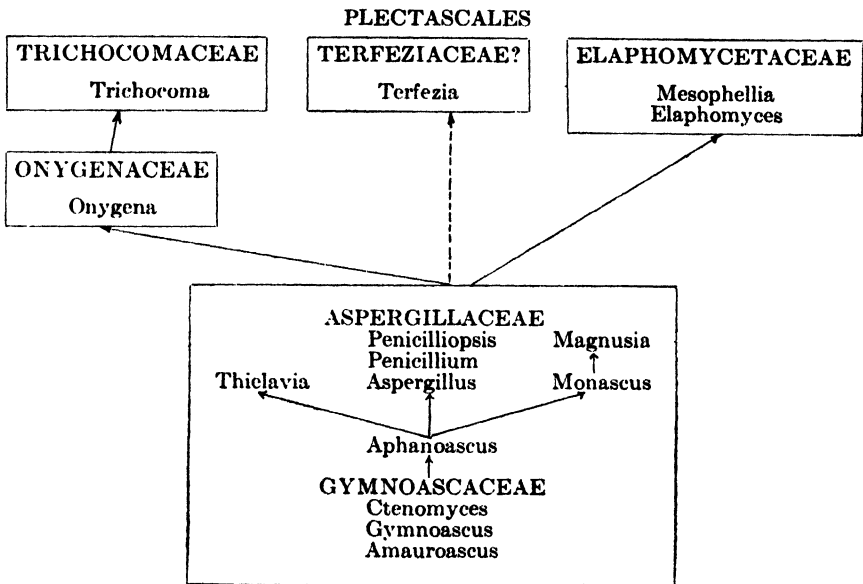 PLECTASCALES
TRICHOCOMACEAE
Trichocoma
TERFEZIACEAE?
Terfezia
ELAPHOMYCETACEAE
Mesophellia
Elaphomyces
ONYGENACEAE
Onygena
ASPERGILLACEAE
Penicilliopsis
Penicillium
Aspergillus
Thiclavia
Magnusia
Monascus
Aphanoascus
GYMNOASCACEAE
Ctenomyces
Gymnoascus
Amauroascus